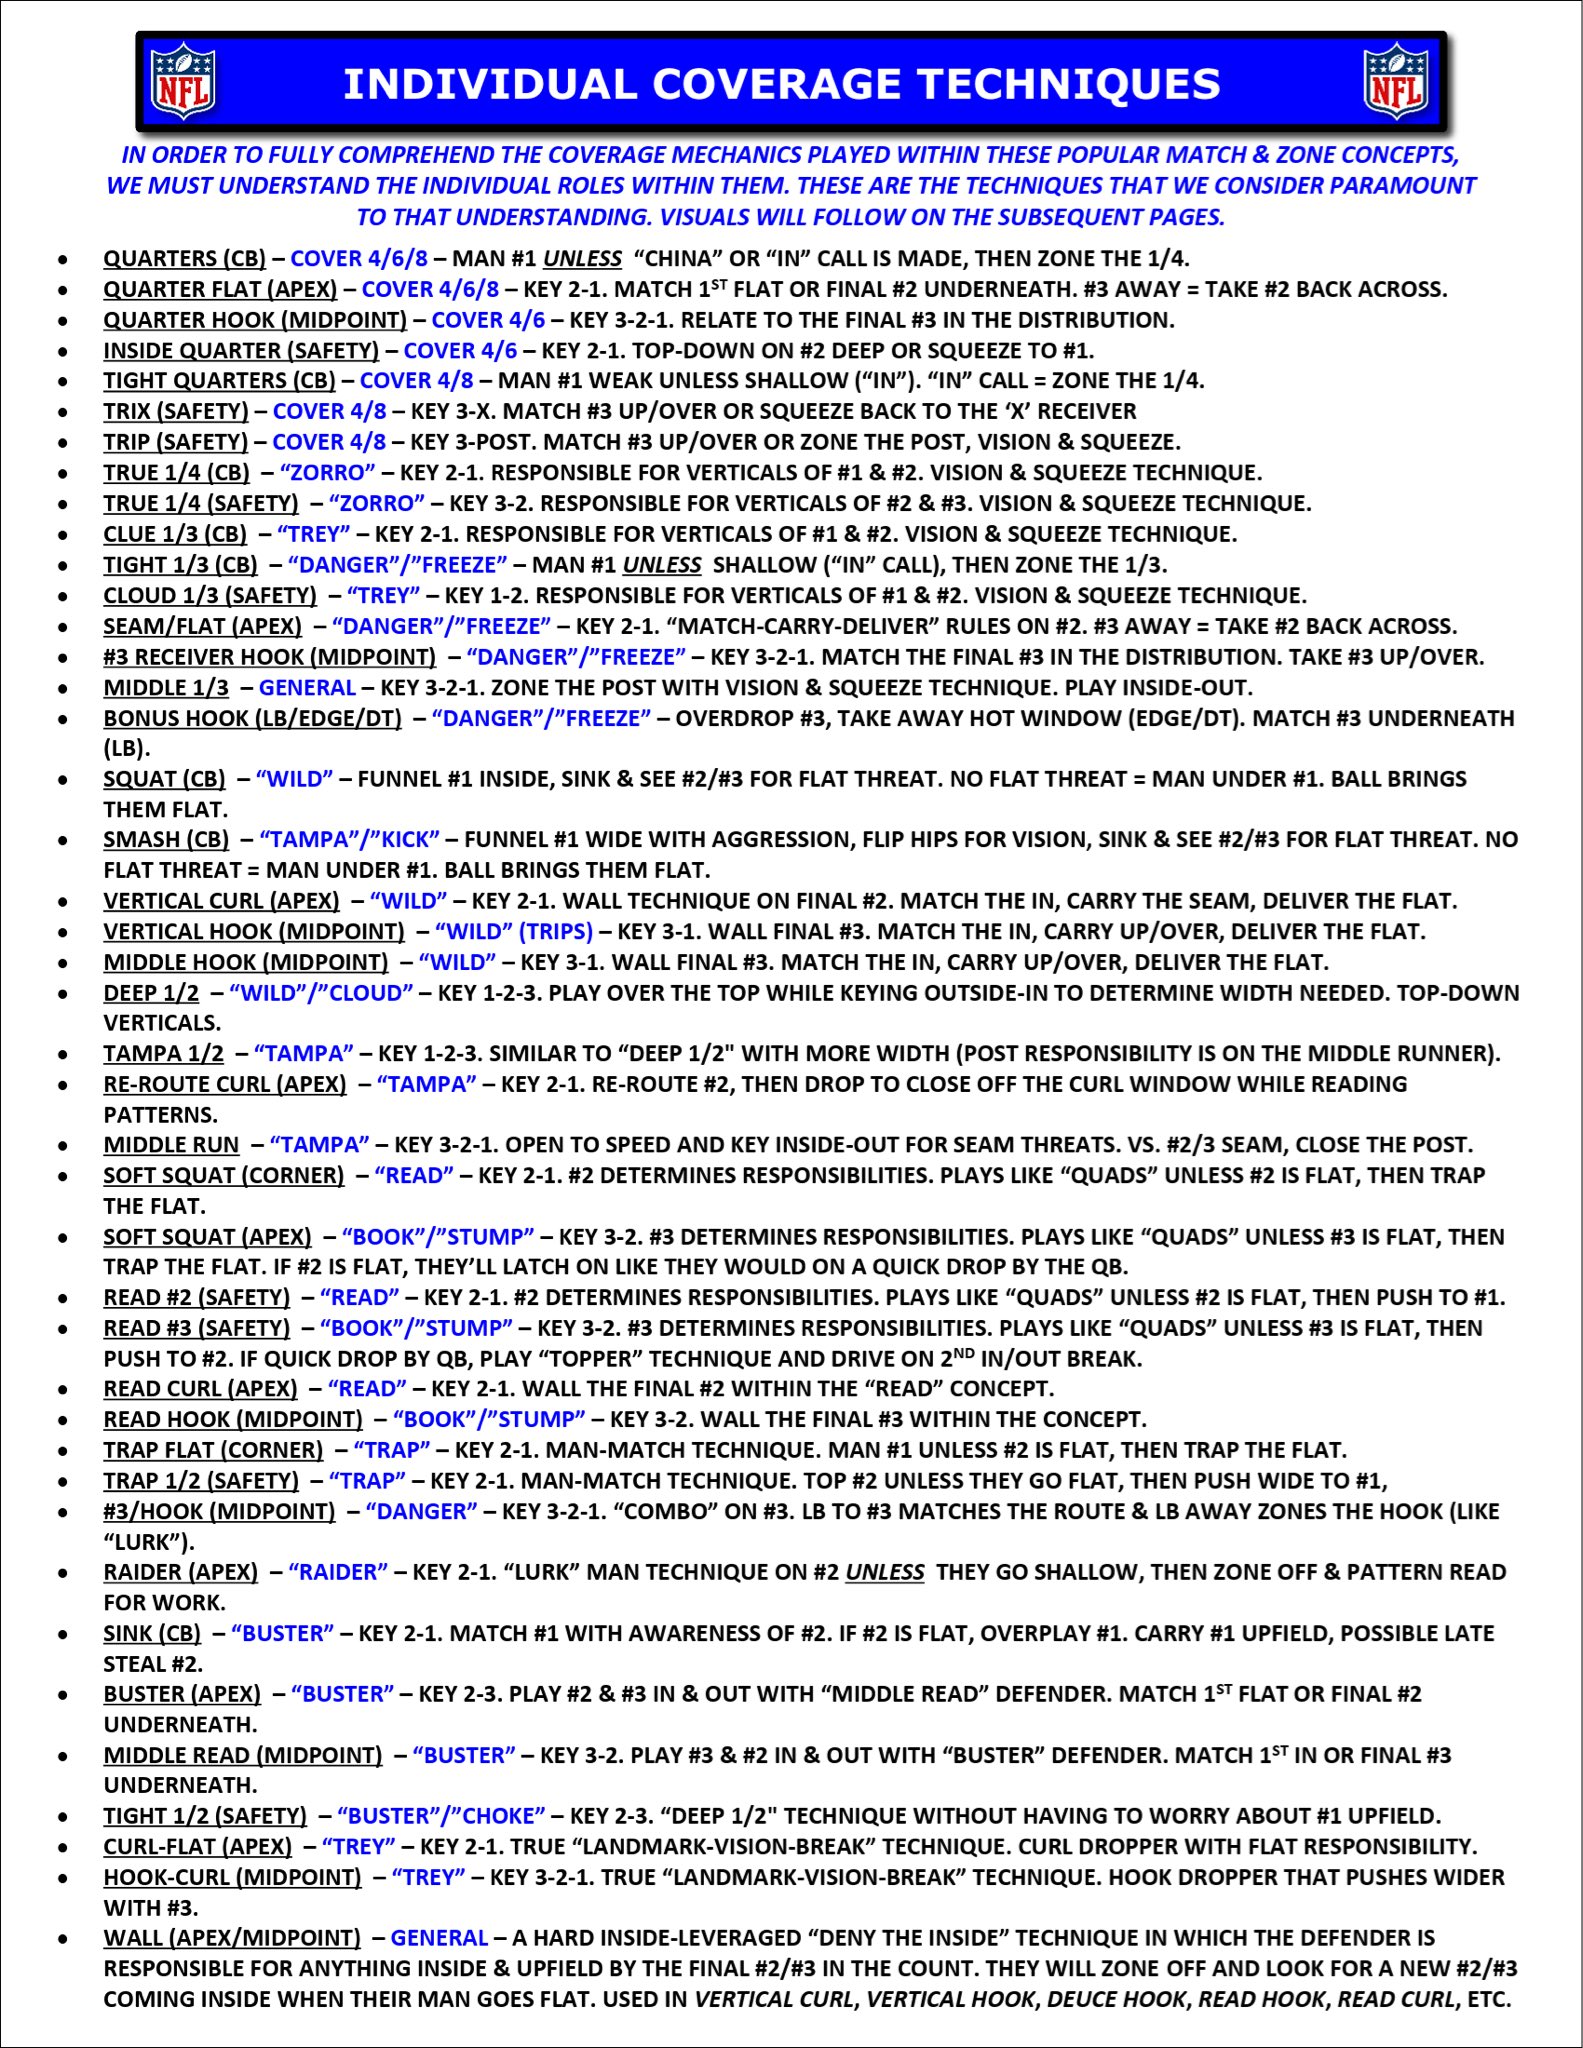 NFL
INDIVIDUAL COVERAGE TECHNIQUES
NFL
IN ORDER TO FULLY COMPREHEND THE COVERAGE MECHANICS PLAYED WITHIN THESE POPULAR MATCH & ZONE CONCEPTS,
WE MUST UNDERSTAND THE INDIVIDUAL ROLES WITHIN THEM. THESE ARE THE TECHNIQUES THAT WE CONSIDER PARAMOUNT
TO THAT UNDERSTANDING. VISUALS WILL FOLLOW ON THE SUBSEQUENT PAGES.
• QUARTERS (CB) – COVER 4/6/8 – MAN #1 UNLESS “CHINA” OR “IN” CALL IS MADE, THEN ZONE THE 1/4.
• QUARTER FLAT (APEX) – COVER 4/6/8 – KEY 2-1. MATCH 1ST FLAT OR FINAL #2 UNDERNEATH. #3 AWAY = TAKE #2 BACK ACROSS.
• QUARTER HOOK (MIDPOINT) – COVER 4/6 – KEY 3-2-1. RELATE TO THE FINAL #3 IN THE DISTRIBUTION.
• INSIDE QUARTER (SAFETY) – COVER 4/6 – KEY 2-1. TOP-DOWN ON #2 DEEP OR SQUEEZE TO #1.
• TIGHT QUARTERS (CB) – COVER 4/8 – MAN #1 WEAK UNLESS SHALLOW (“IN”). “IN” CALL = ZONE THE 1/4.
• TRIX (SAFETY) – COVER 4/8 – KEY 3-X. MATCH #3 UP/OVER OR SQUEEZE BACK TO THE ‘X’ RECEIVER
• TRIP (SAFETY) – COVER 4/8 – KEY 3-POST. MATCH #3 UP/OVER OR ZONE THE POST, VISION & SQUEEZE.
• TRUE 1/4 (CB) – “ZORRO” – KEY 2-1. RESPONSIBLE FOR VERTICALS OF #1 & #2. VISION & SQUEEZE TECHNIQUE.
• TRUE 1/4 (SAFETY) – “ZORRO” – KEY 3-2. RESPONSIBLE FOR VERTICALS OF #2 & #3. VISION & SQUEEZE TECHNIQUE.
• CLUE 1/3 (CB) – “TREY” – KEY 2-1. RESPONSIBLE FOR VERTICALS OF #1 & #2. VISION & SQUEEZE TECHNIQUE.
• TIGHT 1/3 (CB) – “DANGER”/”FREEZE” – MAN #1 UNLESS SHALLOW (“IN” CALL), THEN ZONE THE 1/3.
• CLOUD 1/3 (SAFETY) – “TREY” – KEY 1-2. RESPONSIBLE FOR VERTICALS OF #1 & #2. VISION & SQUEEZE TECHNIQUE.
• SEAM/FLAT (APEX) – “DANGER”/”FREEZE” – KEY 2-1. “MATCH-CARRY-DELIVER” RULES ON #2. #3 AWAY = TAKE #2 BACK ACROSS.
• #3 RECEIVER HOOK (MIDPOINT) – “DANGER”/”FREEZE” – KEY 3-2-1. MATCH THE FINAL #3 IN THE DISTRIBUTION. TAKE #3 UP/OVER.
• MIDDLE 1/3 – GENERAL – KEY 3-2-1. ZONE THE POST WITH VISION & SQUEEZE TECHNIQUE. PLAY INSIDE-OUT.
• BONUS HOOK (LB/EDGE/DT) – “DANGER”/”FREEZE” – OVERDROP #3, TAKE AWAY HOT WINDOW (EDGE/DT). MATCH #3 UNDERNEATH
(LB).
• SQUAT (CB) – “WILD” – FUNNEL #1 INSIDE, SINK & SEE #2/#3 FOR FLAT THREAT. NO FLAT THREAT = MAN UNDER #1. BALL BRINGS
THEM FLAT.
• SMASH (CB) – “TAMPA”/”KICK” – FUNNEL #1 WIDE WITH AGGRESSION, FLIP HIPS FOR VISION, SINK & SEE #2/#3 FOR FLAT THREAT. NO
FLAT THREAT = MAN UNDER #1. BALL BRINGS THEM FLAT.
• VERTICAL CURL (APEX) – “WILD” – KEY 2-1. WALL TECHNIQUE ON FINAL #2. MATCH THE IN, CARRY THE SEAM, DELIVER THE FLAT.
• VERTICAL HOOK (MIDPOINT) – “WILD” (TRIPS) – KEY 3-1. WALL FINAL #3. MATCH THE IN, CARRY UP/OVER, DELIVER THE FLAT.
• MIDDLE HOOK (MIDPOINT) – “WILD” – KEY 3-1. WALL FINAL #3. MATCH THE IN, CARRY UP/OVER, DELIVER THE FLAT.
• DEEP 1/2 – “WILD”/”CLOUD” – KEY 1-2-3. PLAY OVER THE TOP WHILE KEYING OUTSIDE-IN TO DETERMINE WIDTH NEEDED. TOP-DOWN
VERTICALS.
• TAMPA 1/2 – “TAMPA” – KEY 1-2-3. SIMILAR TO “DEEP 1/2" WITH MORE WIDTH (POST RESPONSIBILITY IS ON THE MIDDLE RUNNER).
• RE-ROUTE CURL (APEX) – “TAMPA” – KEY 2-1. RE-ROUTE #2, THEN DROP TO CLOSE OFF THE CURL WINDOW WHILE READING
PATTERNS.
• MIDDLE RUN – “TAMPA” – KEY 3-2-1. OPEN TO SPEED AND KEY INSIDE-OUT FOR SEAM THREATS. VS. #2/3 SEAM, CLOSE THE POST.
• SOFT SQUAT (CORNER) – “READ” – KEY 2-1. #2 DETERMINES RESPONSIBILITIES. PLAYS LIKE “QUADS” UNLESS #2 IS FLAT, THEN TRAP
THE FLAT.
• SOFT SQUAT (APEX) – “BOOK”/”STUMP” – KEY 3-2. #3 DETERMINES RESPONSIBILITIES. PLAYS LIKE “QUADS” UNLESS #3 IS FLAT, THEN
TRAP THE FLAT. IF #2 IS FLAT, THEY’LL LATCH ON LIKE THEY WOULD ON A QUICK DROP BY THE QB.
• READ #2 (SAFETY) – “READ” – KEY 2-1. #2 DETERMINES RESPONSIBILITIES. PLAYS LIKE “QUADS” UNLESS #2 IS FLAT, THEN PUSH TO #1.
• READ #3 (SAFETY) – “BOOK”/”STUMP” – KEY 3-2. #3 DETERMINES RESPONSIBILITIES. PLAYS LIKE “QUADS” UNLESS #3 IS FLAT, THEN
PUSH TO #2. IF QUICK DROP BY QB, PLAY “TOPPER” TECHNIQUE AND DRIVE ON 2ND IN/OUT BREAK.
• READ CURL (APEX) – “READ” – KEY 2-1. WALL THE FINAL #2 WITHIN THE “READ” CONCEPT.
• READ HOOK (MIDPOINT) – “BOOK”/”STUMP” – KEY 3-2. WALL THE FINAL #3 WITHIN THE CONCEPT.
• TRAP FLAT (CORNER) – “TRAP” – KEY 2-1. MAN-MATCH TECHNIQUE. MAN #1 UNLESS #2 IS FLAT, THEN TRAP THE FLAT.
• TRAP 1/2 (SAFETY) – “TRAP” – KEY 2-1. MAN-MATCH TECHNIQUE. TOP #2 UNLESS THEY GO FLAT, THEN PUSH WIDE TO #1,
• #3/HOOK (MIDPOINT) – “DANGER” – KEY 3-2-1. “COMBO” ON #3. LB TO #3 MATCHES THE ROUTE & LB AWAY ZONES THE HOOK (LIKE
“LURK”).
• RAIDER (APEX) – “RAIDER” – KEY 2-1. “LURK” MAN TECHNIQUE ON #2 UNLESS THEY GO SHALLOW, THEN ZONE OFF & PATTERN READ
FOR WORK.
• SINK (CB) – “BUSTER” – KEY 2-1. MATCH #1 WITH AWARENESS OF #2. IF #2 IS FLAT, OVERPLAY #1. CARRY #1 UPFIELD, POSSIBLE LATE
STEAL #2.
• BUSTER (APEX) – “BUSTER” – KEY 2-3. PLAY #2 & #3 IN & OUT WITH “MIDDLE READ” DEFENDER. MATCH 1ST FLAT OR FINAL #2
UNDERNEATH.
• MIDDLE READ (MIDPOINT) – “BUSTER” – KEY 3-2. PLAY #3 & #2 IN & OUT WITH “BUSTER” DEFENDER. MATCH 1ST IN OR FINAL #3
UNDERNEATH.
• TIGHT 1/2 (SAFETY) – “BUSTER”/”CHOKE” – KEY 2-3. “DEEP 1/2" TECHNIQUE WITHOUT HAVING TO WORRY ABOUT #1 UPFIELD.
• CURL-FLAT (APEX) – “TREY” – KEY 2-1. TRUE “LANDMARK-VISION-BREAK” TECHNIQUE. CURL DROPPER WITH FLAT RESPONSIBILITY.
• HOOK-CURL (MIDPOINT) – “TREY” – KEY 3-2-1. TRUE “LANDMARK-VISION-BREAK” TECHNIQUE. HOOK DROPPER THAT PUSHES WIDER
WITH #3.
• WALL (APEX/MIDPOINT) – GENERAL – A HARD INSIDE-LEVERAGED “DENY THE INSIDE” TECHNIQUE IN WHICH THE DEFENDER IS
RESPONSIBLE FOR ANYTHING INSIDE & UPFIELD BY THE FINAL #2/#3 IN THE COUNT. THEY WILL ZONE OFF AND LOOK FOR A NEW #2/#3
COMING INSIDE WHEN THEIR MAN GOES FLAT. USED IN VERTICAL CURL, VERTICAL HOOK, DEUCE HOOK, READ HOOK, READ CURL, ETC.